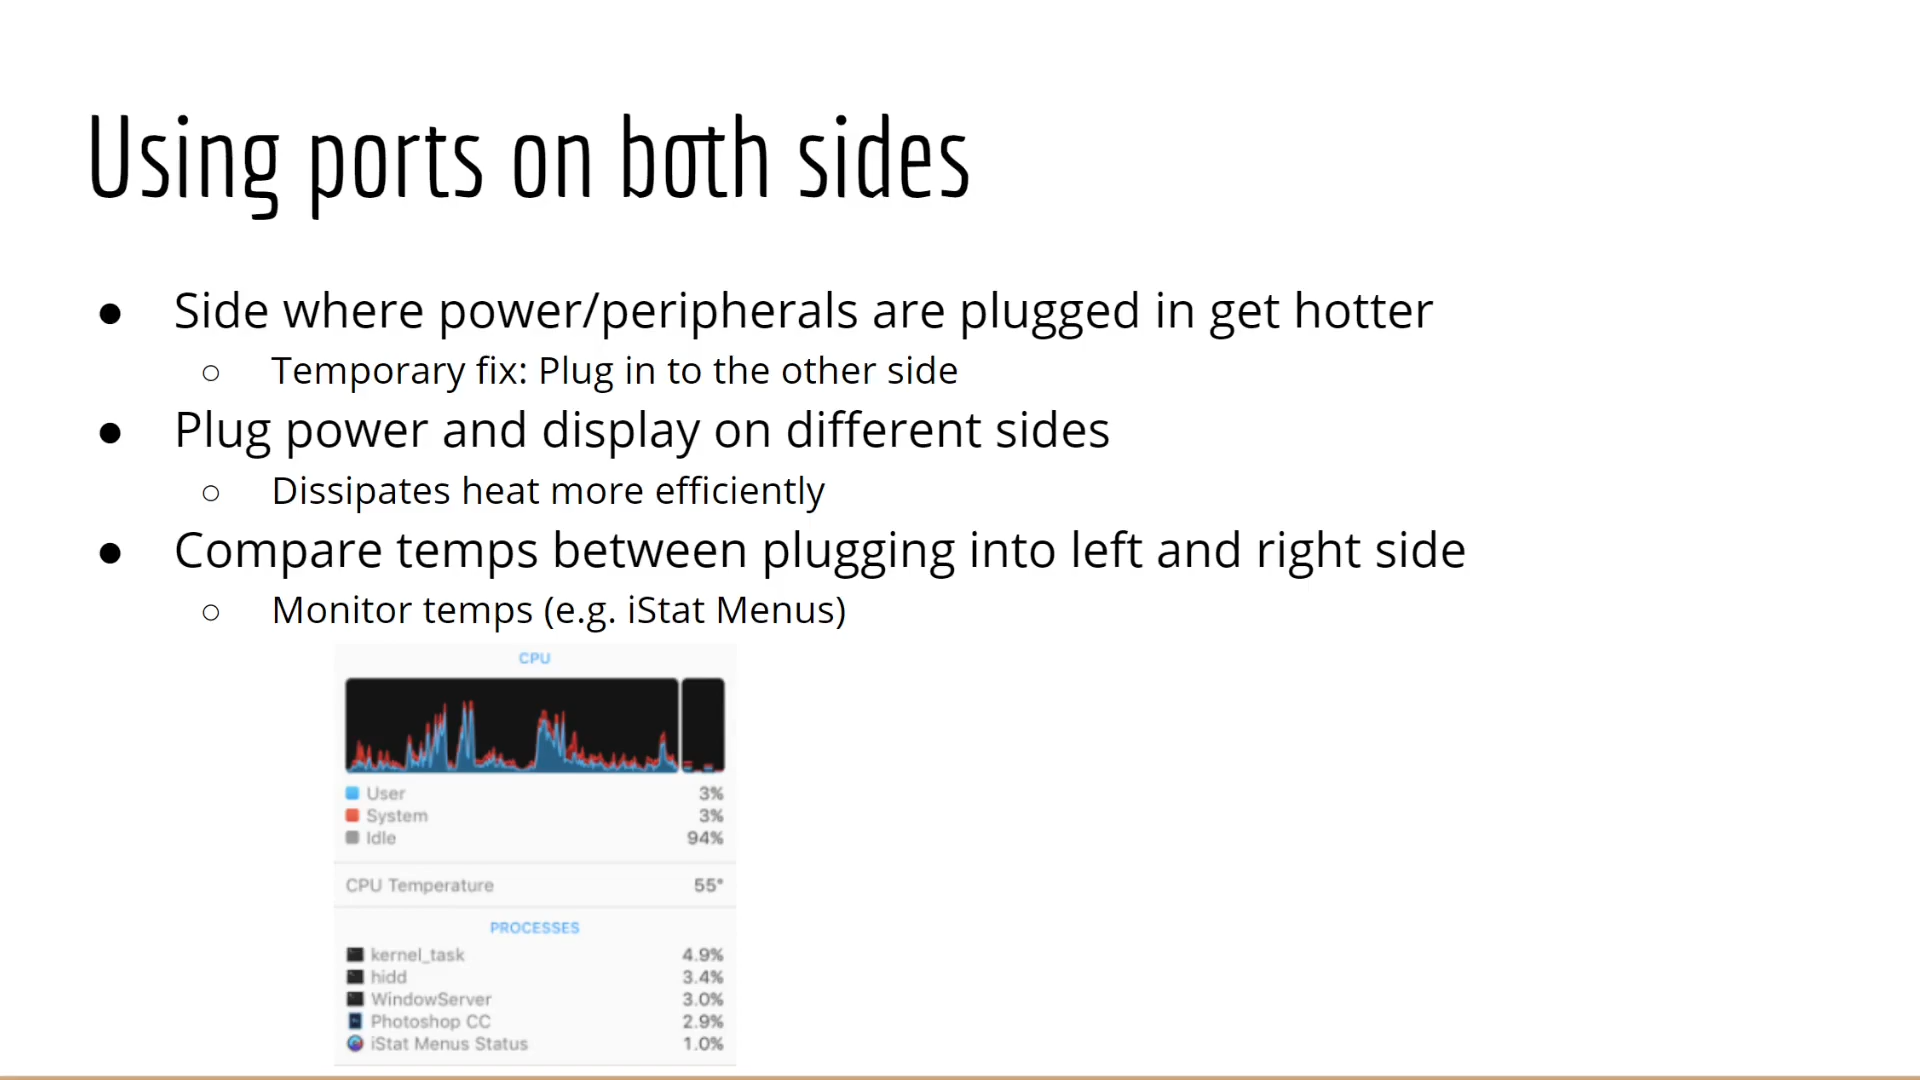 Using ports on both sides
● Side where power/peripherals are plugged in get hotter
○ Temporary fix: Plug in to the other side
● Plug power and display on different sides
○ Dissipates heat more efficiently
● Compare temps between plugging into left and right side
○ Monitor temps (e.g. iStat Menus)
CPU
User 3%
System 3%
Idle 94%
CPU Temperature 55°
PROCESSES
kernel_task 4.9%
hidd 3.4%
WindowServer 3.0%
Photoshop CC 2.9%
iStat Menus Status 1.0%